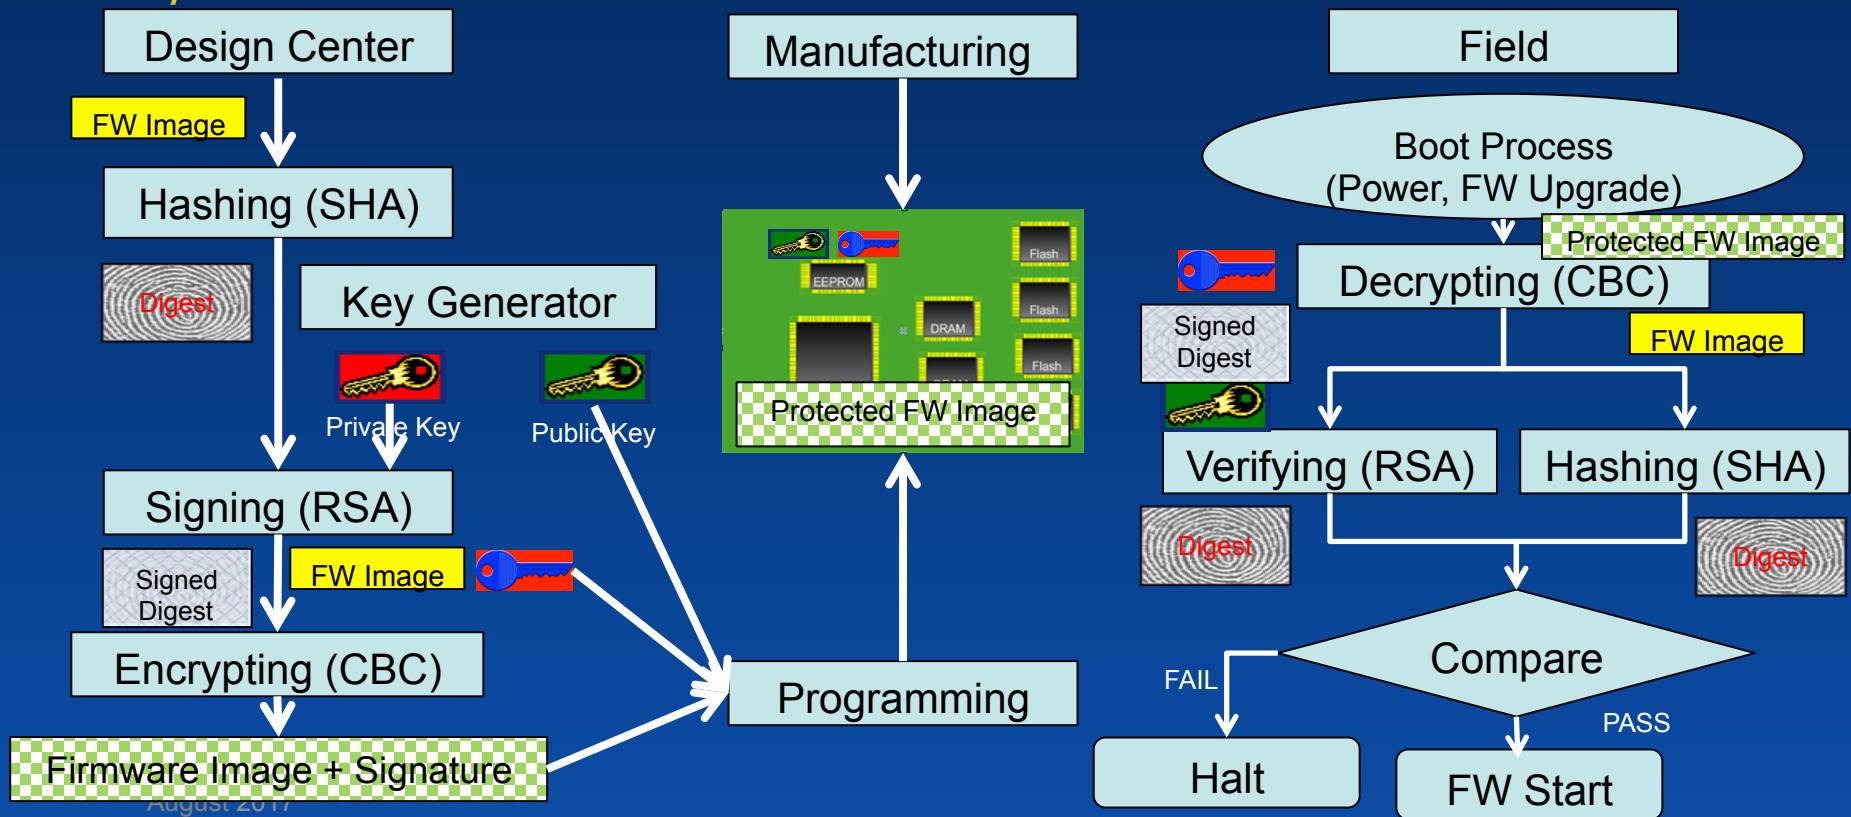 Design Center
FW Image
Hashing (SHA)
Digest
Key Generator
Private Key
Public Key
Signing (RSA)
Signed
Digest
FW Image
Encrypting (CBC)
Firmware Image + Signature
August 2017
Manufacturing
EEPROM
Flash
Flash
DRAM
Flash
Protected FW Image
Programming
Field
Boot Process
(Power, FW Upgrade)
Protected FW Image
Decrypting (CBC)
Signed
Digest
FW Image
Verifying (RSA)
Hashing (SHA)
Digest
Digest
Compare
FAIL
PASS
Halt
FW Start